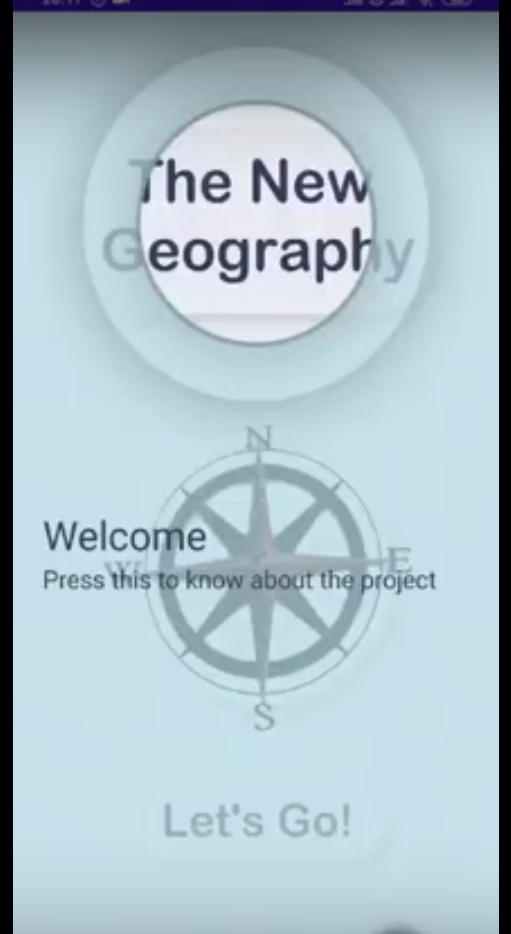 The New
Geography
N
Welcome
W
E
Press this to know about the project
S
Let's Go!